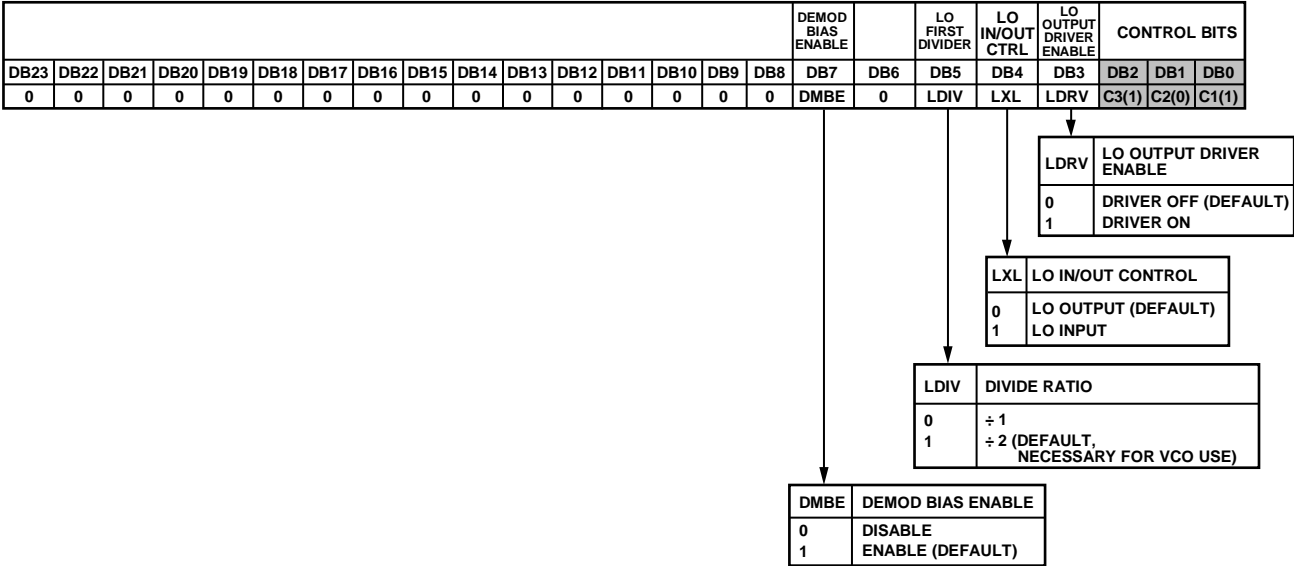 DEMOD BIAS ENABLE LO FIRST DIVIDER LO IN/OUT CTRL LO OUTPUT DRIVER ENABLE CONTROL BITS
DB23 DB22 DB21 DB20 DB19 DB18 DB17 DB16 DB15 DB14 DB13 DB12 DB11 DB10 DB9 DB8 DB7 DB6 DB5 DB4 DB3 DB2 DB1 DB0
0 0 0 0 0 0 0 0 0 0 0 0 0 0 0 0 DMBE 0 LDIV LXL LDRV C3(1) C2(0) C1(1)
LDRV LO OUTPUT DRIVER ENABLE
0 DRIVER OFF (DEFAULT)
1 DRIVER ON
LXL LO IN/OUT CONTROL
0 LO OUTPUT (DEFAULT)
1 LO INPUT
LDIV DIVIDE RATIO
0 ÷ 1
1 ÷ 2 (DEFAULT,
NECESSARY FOR VCO USE)
DMBE DEMOD BIAS ENABLE
0 DISABLE
1 ENABLE (DEFAULT)